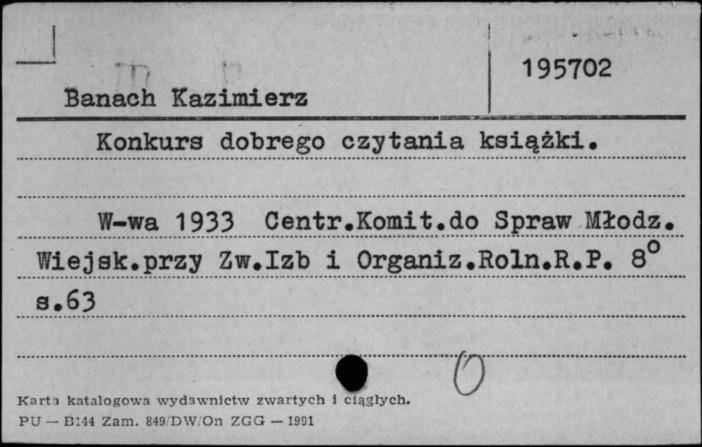 195702
Banach Kazimierz
Konkurs dobrego czytania książki.
W-wa 1933 Centr.Komit.do Spraw Młodz.
Wiejsk.przy Zw.Izb i Organiz.Roln.R.P. 8°
s.63
Karta katalogowa wydawnictw zwartych i ciągłych.
PU — B144 Zam. 849/DW/On ZGG — 1991